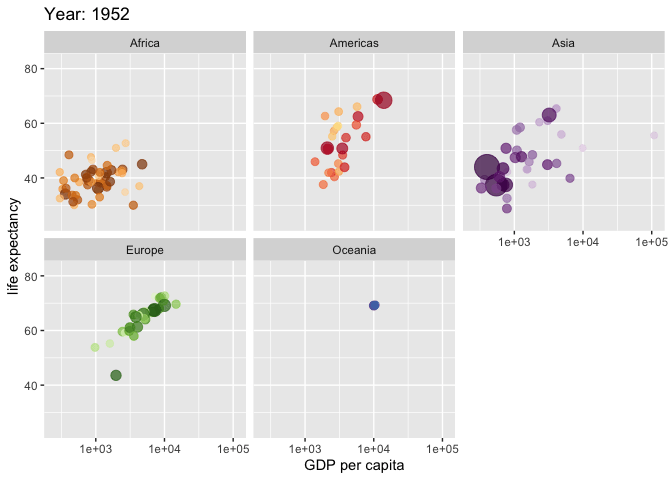 Year: 1952
Africa
Americas
Asia
80
60
40
1e+03 1e+04 1e+05
life expectancy
Europe
Oceania
80
60
40
1e+03 1e+04 1e+05
1e+03 1e+04 1e+05
GDP per capita